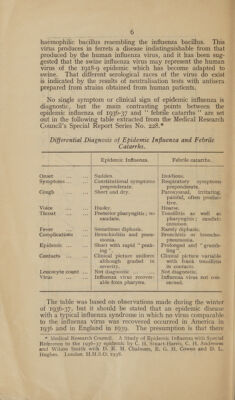 6
haemophilic bacillus resembling the influenza bacillus. This
virus produces in ferrets a disease indistinguishable from that
produced by the human influenza virus, and it has been sug-
gested that the swine influenza virus may represent the human
virus of the 1918-9 epidemic which has become adapted to
swine. That different serological races of the virus do exist
is indicated by the results of neutralisation tests with antisera
prepared from strains obtained from human patients.
No single symptom or clinical sign of epidemic influenza is
diagnostic, but the main contrasting points between the
epidemic influenza of 1936-37 and " febrile catarrhs " are set
out in the following table extracted from the Medical Research
Council's Special Report Series No. 228.*
Differential Diagnosis of Epidemic Influenza and Febrile
Catarrhs.
Epidemic Influenza. Febrile catarrhs.
Onset ... Sudden. Insidious.
Symptoms... ... Constitutional symptoms preponderate. Respiratory symptoms preponderate.
Cough ... Short and dry. Paroxysmal, irritating, painful, often produc-tive.
Voice ... Husky. Hoarse.
Throat ... Posterior pharyngitis; no exudate. Tonsillitis as well as pharyngitis; exudate common.
Fever ... Sometimes diphasic. Rarely diphasic.
Complications Bronchiolitis and pneu-monia. Bronchitis or broncho-pneumonia.
Epidemic ... Short with rapid " peak-ing ". Prolonged and " grumb-ling ".
Contacts ... Clinical picture uniform although graded in severity. Clinical picture variable with frank tonsillitis in contacts.
Leucocyte count ... Not diagnostic ... Not diagnostic.
Virus ... Influenza virus recover-able from pharynx. Influenza virus not con-cerned.
The table was based on observations made during the winter
of 1936-37, but it should be stated that an epidemic disease
with a typical influenza syndrome in which no virus comparable
to the influenza virus was recovered occurred in America in
1936 and in England in 1939. The presumption is that there
* Medical Research Council. A Study of Epidemic Influenza with Special
Reference to the 1936-37 epidemic by C. H. Stuart-Harris, C. H. Andrewes
and Wilson Smith with D. K. M. Chalmers, E. G. H. Cowen and D. L.
Hughes. London. H.M.S.O. 1938.